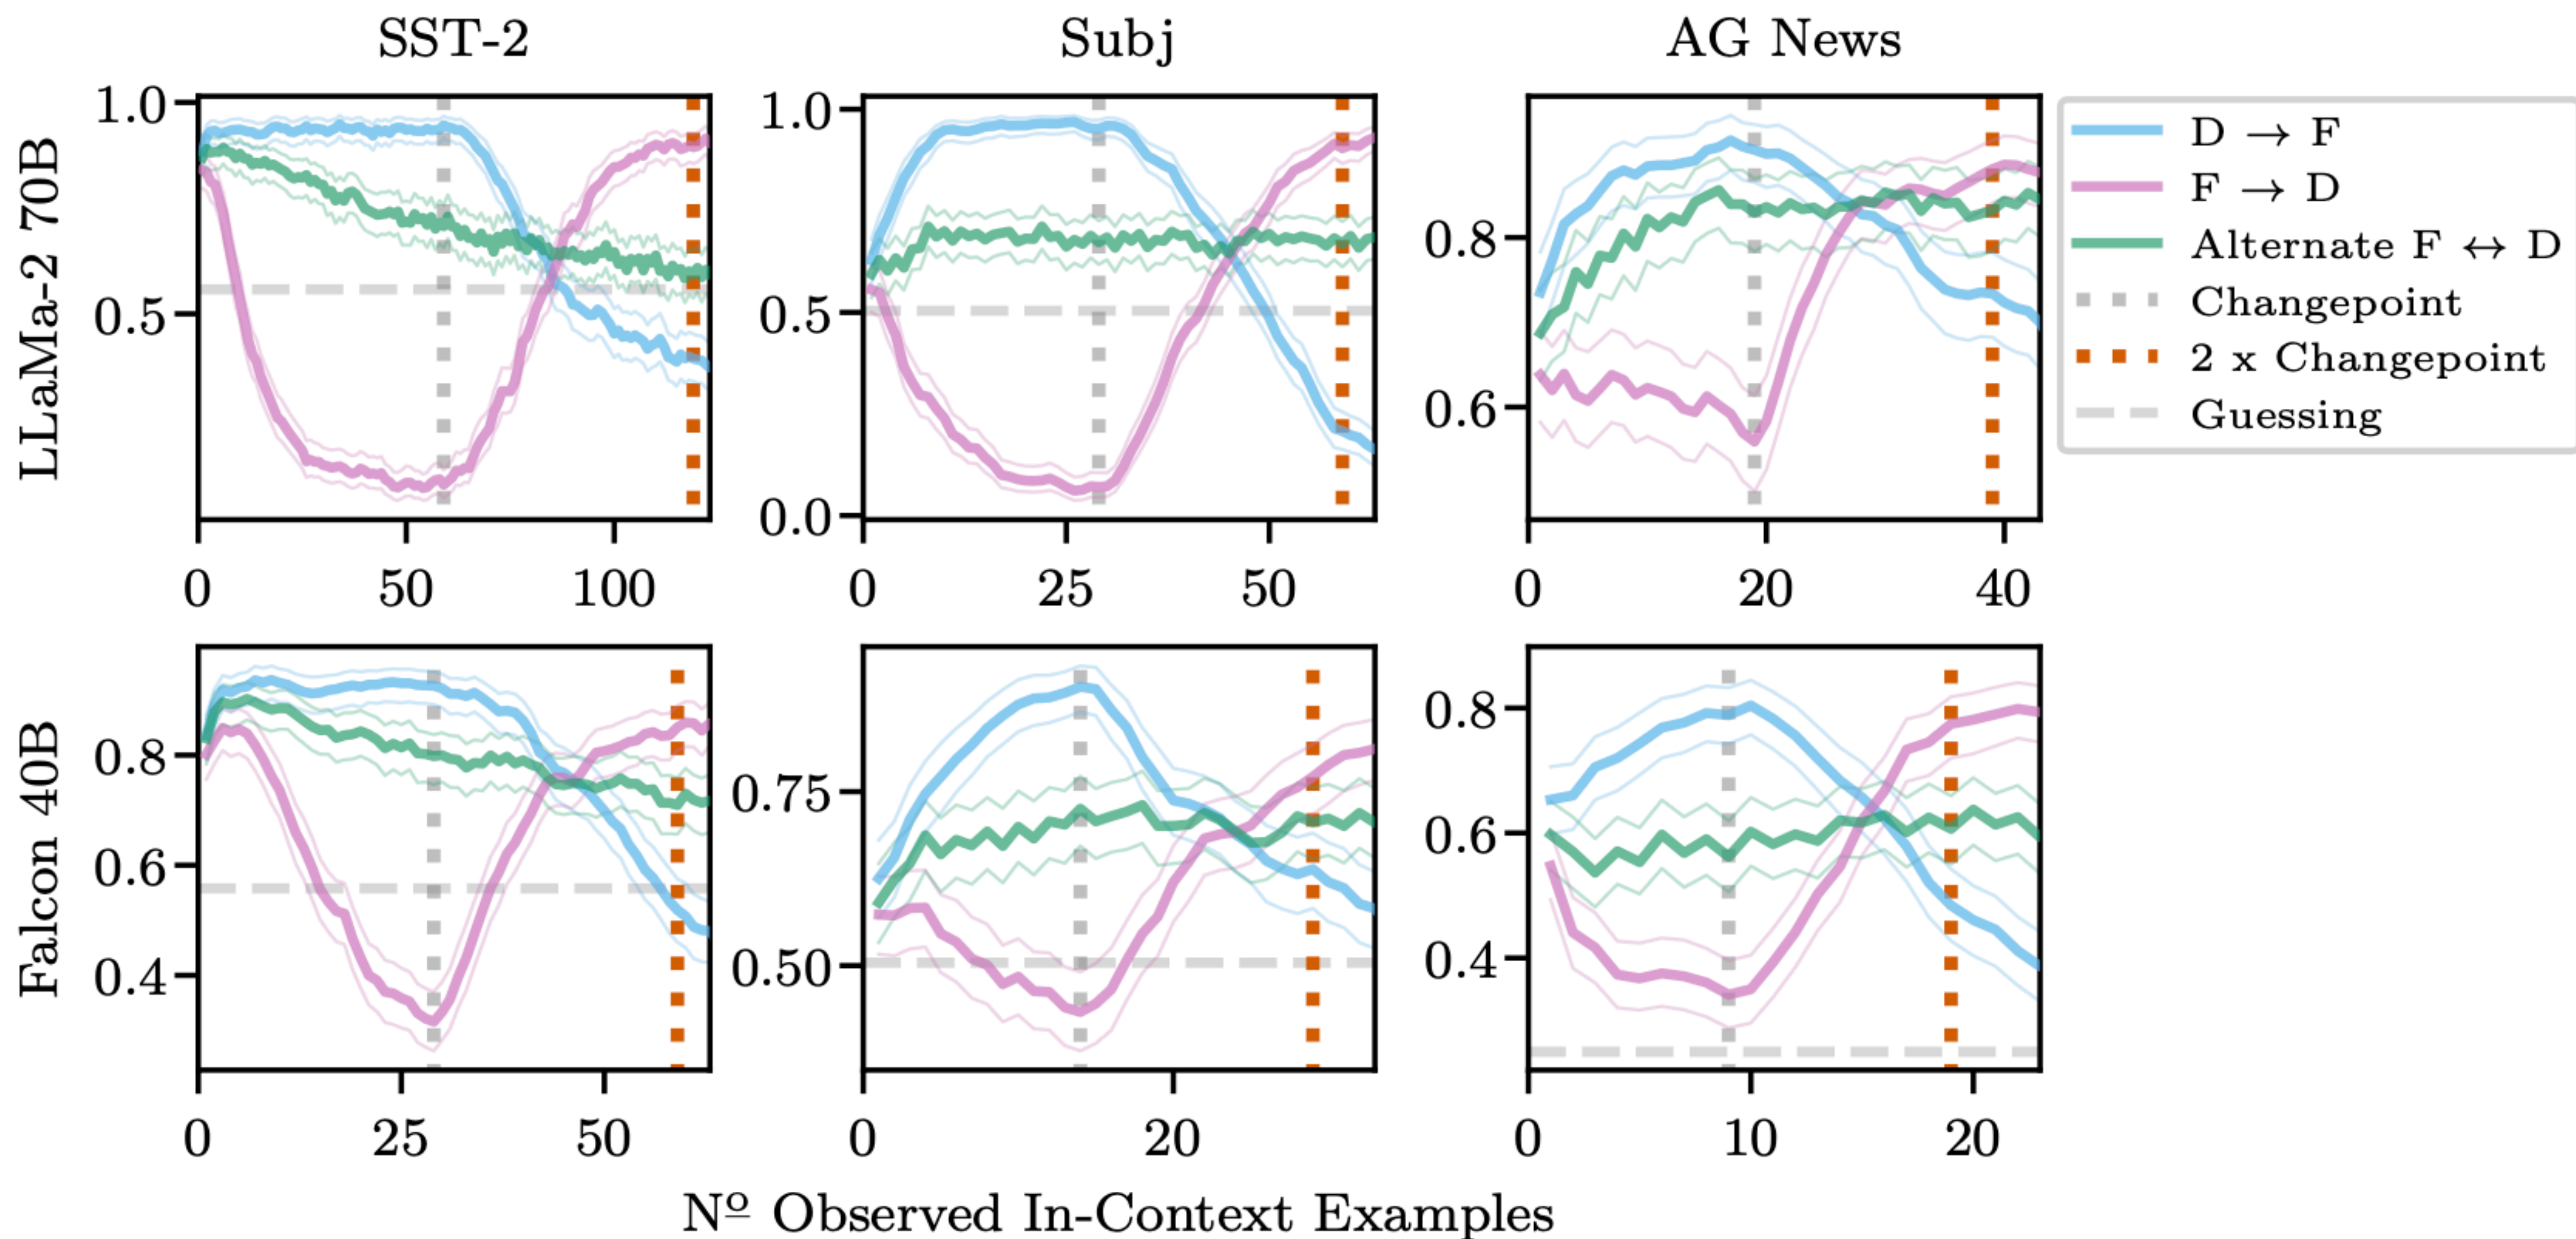 SST-2
Subj
AG News
LLaMa-2 70B
1.0
0.5
0 50 100
1.0
0.5
0.0
0 25 50
0.8
0.6
0 20 40
D → F
F → D
Alternate F ↔ D
Changepoint
2 x Changepoint
Guessing
Falcon 40B
0.8
0.6
0.4
0 25 50
0.75
0.50
0 20
0.8
0.6
0.4
0 10 20
Nº Observed In-Context Examples